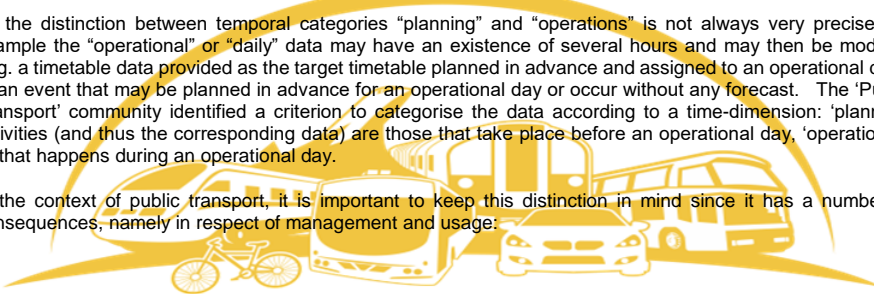 the distinction between temporal categories “planning” and “operations” is not always very precise
ample the “operational” or “daily” data may have an existence of several hours and may then be mod
g. a timetable data provided as the target timetable planned in advance and assigned to an operational
an event that may be planned in advance for an operational day or occur without any forecast. The ‘Pu
ansport’ community identified a criterion to categorise the data according to a time-dimension: ‘plann
tivities (and thus the corresponding data) are those that take place before an operational day, ‘operatio
that happens during an operational day.
the context of public transport, it is important to keep this distinction in mind since it has a number
nsequences, namely in respect of management and usage: